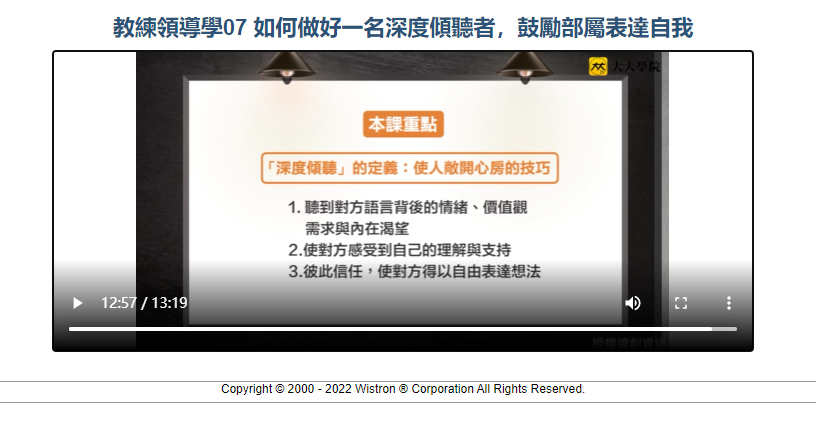 教練領導學07 如何做好一名深度傾聽者，鼓勵部屬表達自我
大大學院
本課重點
「深度傾聽」的定義：使人敞開心房的技巧
1. 聽到對方語言背後的情緒、價值觀
需求與內在渴望
2.使對方感受到自己的理解與支持
3.彼此信任，使對方得以自由表達想法
12:57 / 13:19
Copyright © 2000 - 2022 Wistron ® Corporation All Rights Reserved.